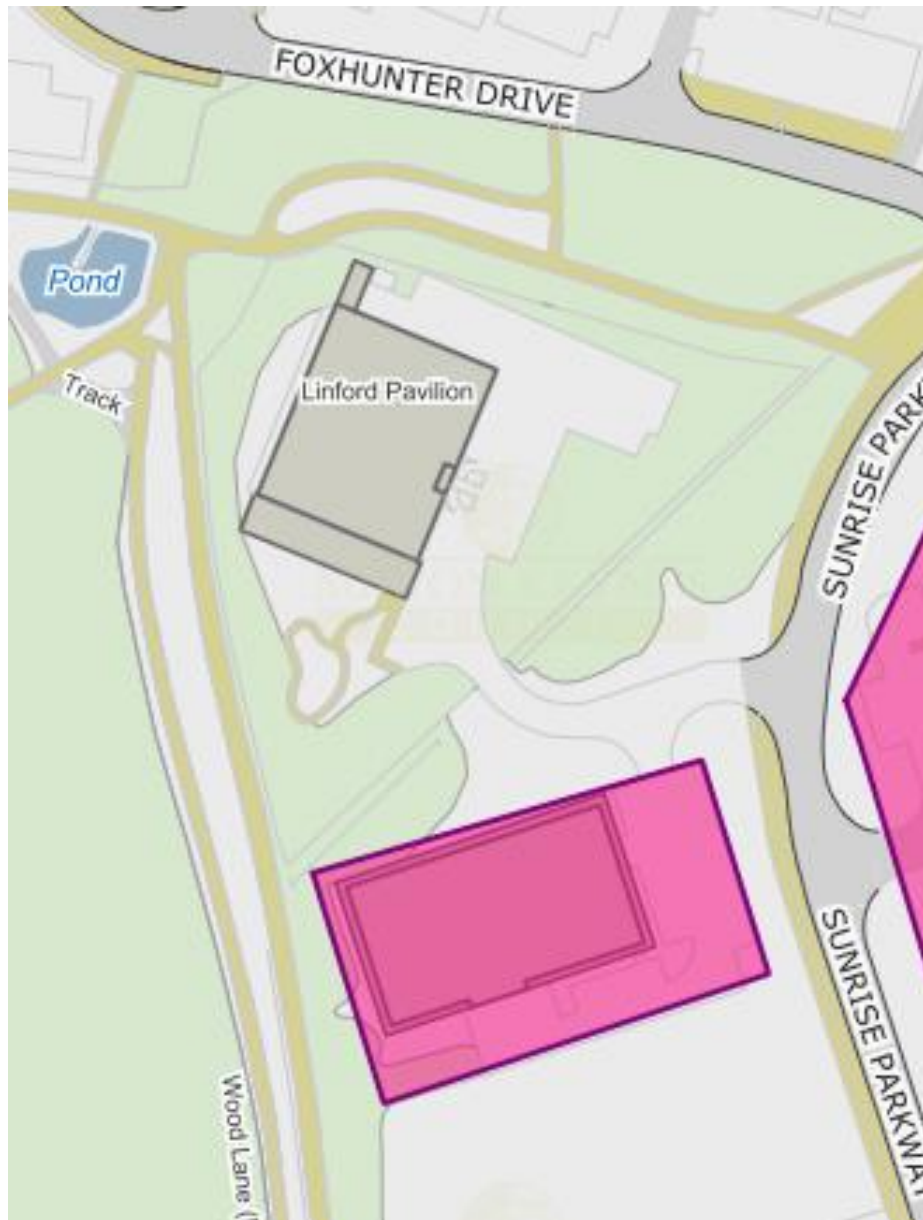 FOXHUNTER DRIVE
Pond
Linford Pavilion
Track
SUNRISE PARK
SUNRISE PARKWAY
Wood Lane (